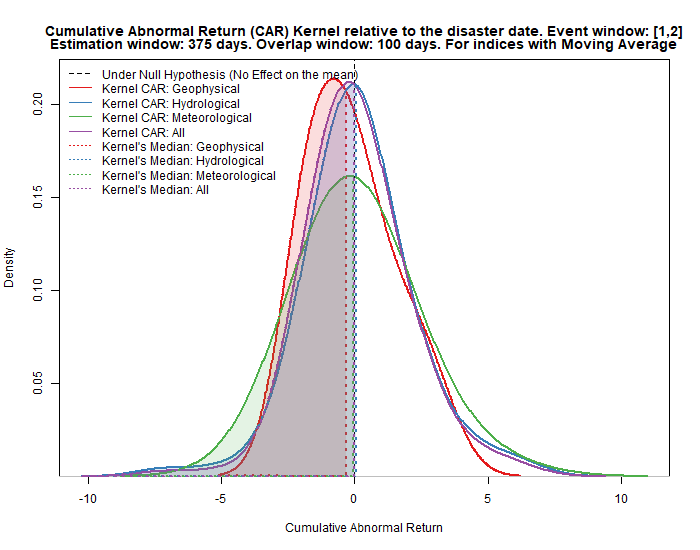 Cumulative Abnormal Return (CAR) Kernel relative to the disaster date. Event window: [1,2]
Estimation window: 375 days. Overlap window: 100 days. For indices with Moving Average
Under Null Hypothesis (No Effect on the mean)
Kernel CAR: Geophysical
Kernel CAR: Hydrological
Kernel CAR: Meteorological
Kernel CAR: All
Kernel's Median: Geophysical
Kernel's Median: Hydrological
Kernel's Median: Meteorological
Kernel's Median: All
0.20
0.15
0.10
0.05
Density
-10 -5 0 5 10
Cumulative Abnormal Return